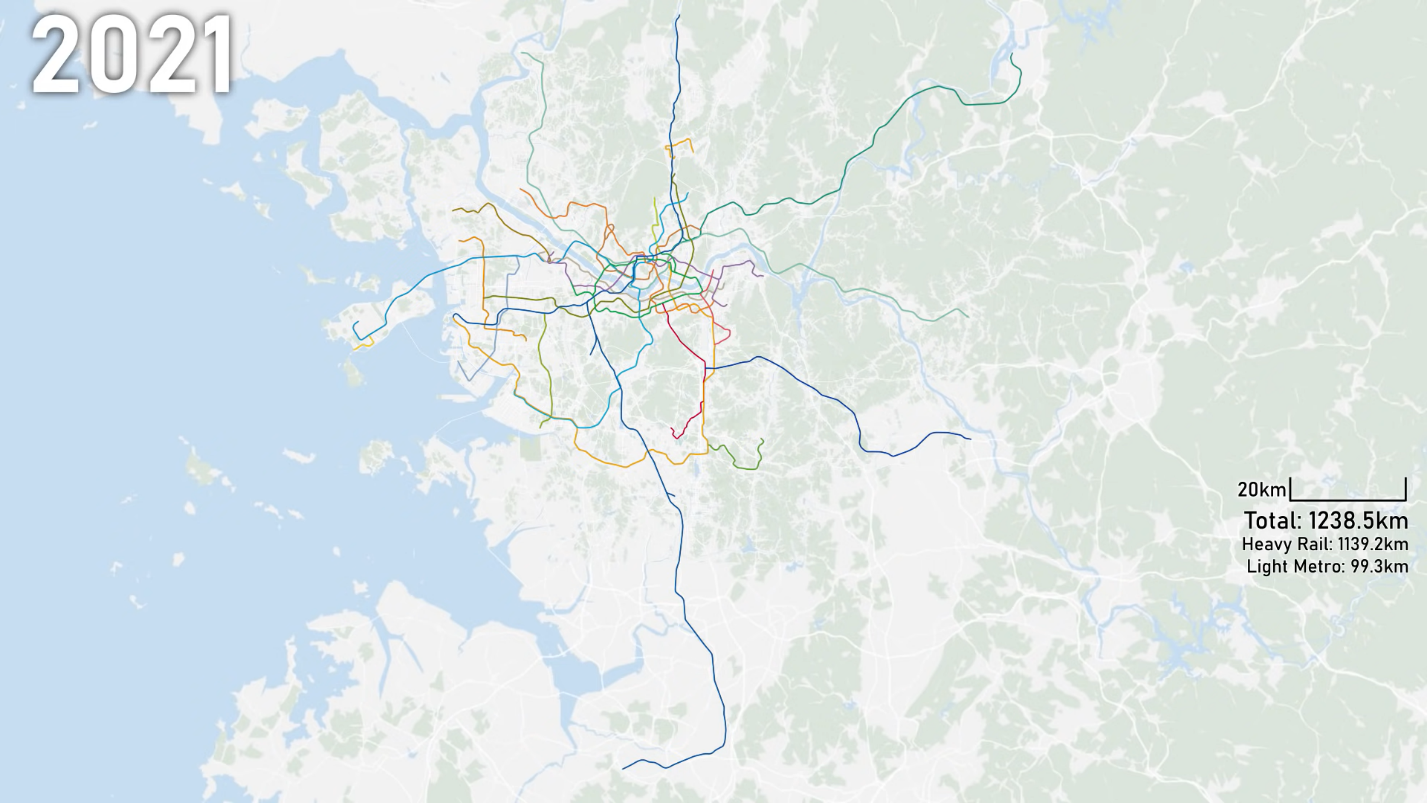 2021
20km
Total: 1238.5km
Heavy Rail: 1139.2km
Light Metro: 99.3km